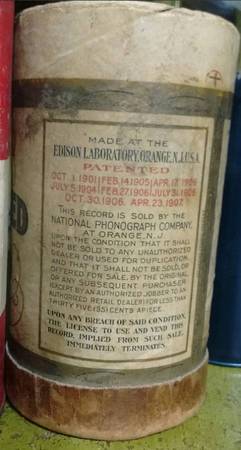 MADE AT THE
EDISON LABORATORY, ORANGE, N.J. U.S.A.
PATENTED
OCT. 1. 1901 FEB. 14. 1905 APR. 17. 1906
JULY 5. 1904 FEB. 27. 1906 JULY 31. 1906
OCT. 30. 1906. APR. 23. 1907.
THIS RECORD IS SOLD BY THE
NATIONAL PHONOGRAPH COMPANY,
AT ORANGE, N.J.
UPON THE CONDITION THAT IT SHALL
NOT BE SOLD TO ANY UNAUTHORIZED
DEALER OR USED FOR DUPLICATION,
AND THAT IT SHALL NOT BE SOLD, OR
OFFERED FOR SALE, BY THE ORIGINAL
OR ANY SUBSEQUENT PURCHASER
(EXCEPT BY AN AUTHORIZED JOBBER TO AN
AUTHORIZED RETAIL DEALER) FOR LESS THAN
THIRTY FIVE (35) CENTS APIECE.
UPON ANY BREACH OF SAID CONDITION,
THE LICENSE TO USE AND VEND THIS
RECORD, IMPLIED FROM SUCH SALE,
IMMEDIATELY TERMINATES.